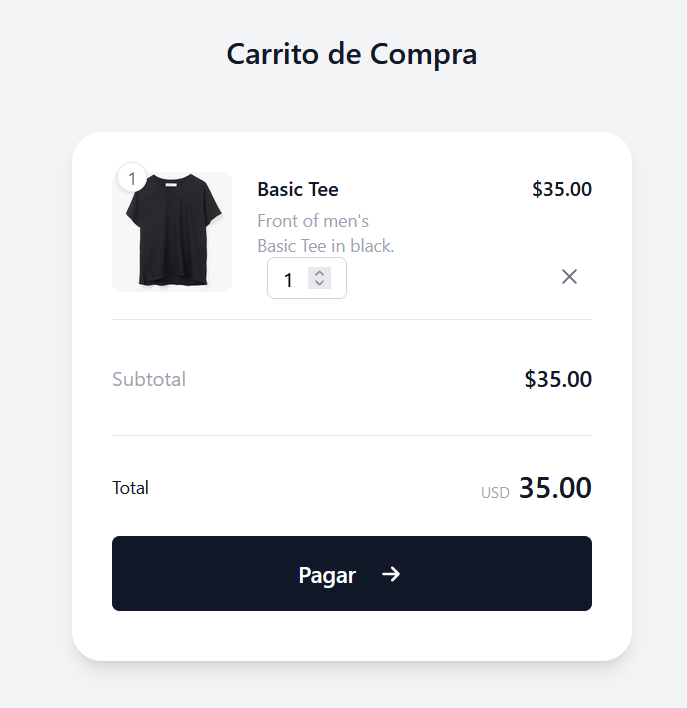 Carrito de Compra
1
Basic Tee
$35.00
Front of men's
Basic Tee in black.
1
Subtotal
$35.00
Total
USD 35.00
Pagar